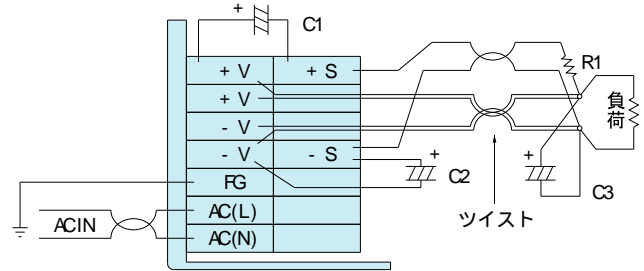 + C1
+ V + S R1
+ V
- V
- V - S + C2 + C3
FG
AC(L)
ACIN
AC(N)
負荷
ツイスト